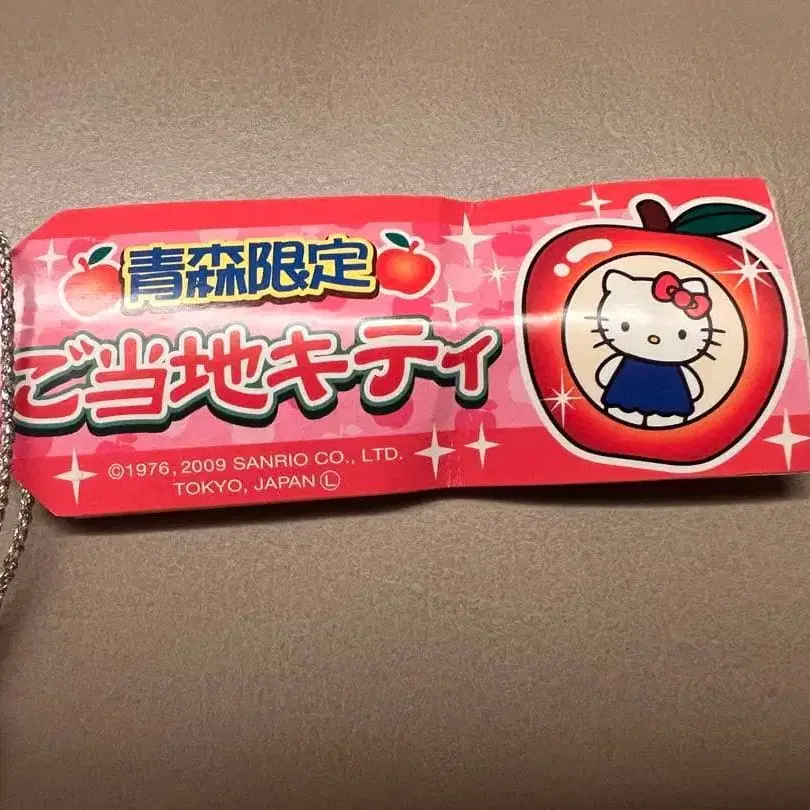 青森限定
ご当地キティ
©1976, 2009 SANRIO CO., LTD.
TOKYO, JAPAN Ⓛ